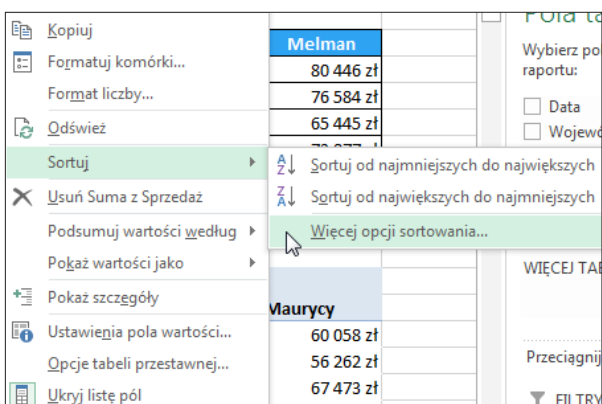 Kopiuj
Formatuj komórki...
Format liczby...
Odśwież
Sortuj
Usuń Suma z Sprzedaż
Podsumuj wartości według
Pokaż wartości jako
Pokaż szczegóły
Ustawienia pola wartości...
Opcje tabeli przestawnej...
Ukryj listę pól
Melman
80 446 zł
76 584 zł
65 445 zł
Sortuj od najmniejszych do największych
Sortuj od największych do najmniejszych
Więcej opcji sortowania...
Maurycy
60 058 zł
56 262 zł
67 473 zł
Pola ta
Wybierz po
raportu:
Data
Wojewó
WIĘCEJ TAB
Przeciągnij
FILTRY